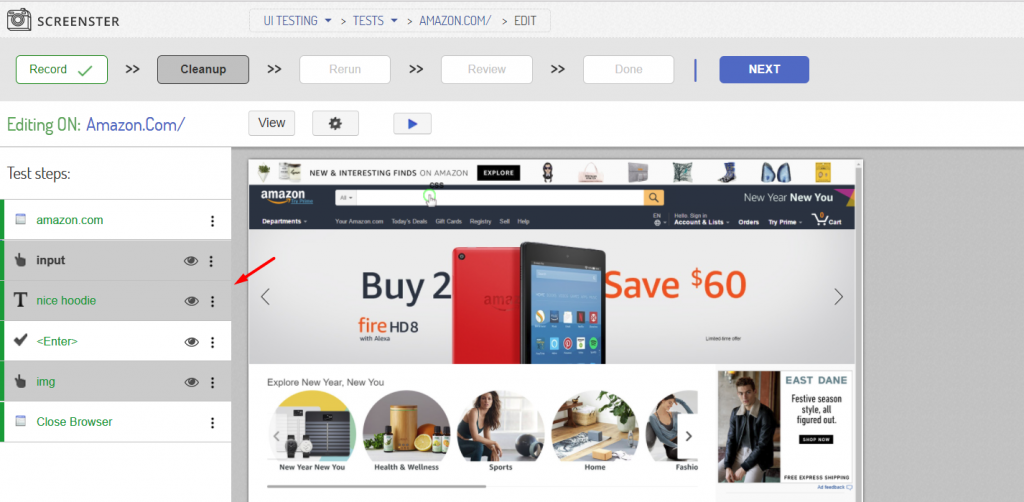 SCREENSTER
UI TESTING > TESTS > AMAZON.COM/ > EDIT
Record >> Cleanup >> Rerun >> Review >> Done NEXT
Editing ON: Amazon.Com/ View
Test steps:
amazon.com
input
nice hoodie
<Enter>
img
Close Browser
NEW & INTERESTING FINDS ON AMAZON EXPLORE
css
amazon
Try Prime
All
New Year New You
Departments
Your Amazon.com Today's Deals Gift Cards Registry Sell Help
EN
Hello. Sign in
Account & Lists Orders Try Prime 0 Cart
Buy 2 Save $60
amaz
fire HD8
with Alexa
Limited-time offer
Explore New Year, New You
New Year New You Health & Wellness Sports Home Fashio
EAST DANE
Festive season
style, all
figured out.
SHOP NOW
FREE EXPRESS SHIPPING
Ad feedback